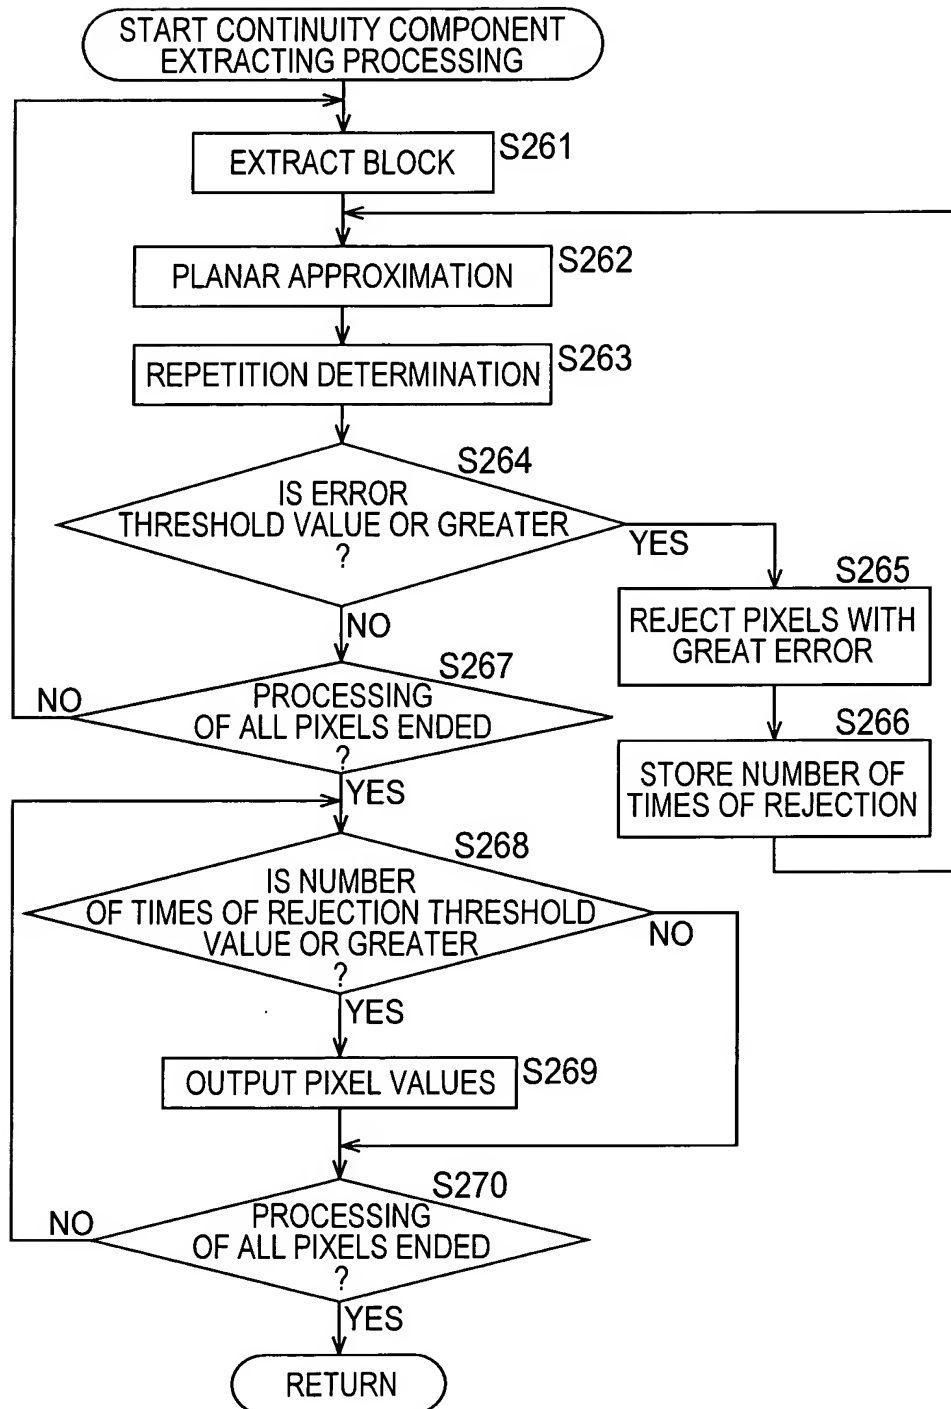 START CONTINUITY COMPONENT
EXTRACTING PROCESSING
S261
EXTRACT BLOCK
S262
PLANAR APPROXIMATION
S263
REPETITION DETERMINATION
S264
IS ERROR
THRESHOLD VALUE OR GREATER
?
YES
NO
S265
REJECT PIXELS WITH
GREAT ERROR
S266
STORE NUMBER OF
TIMES OF REJECTION
S267
PROCESSING
OF ALL PIXELS ENDED
?
NO
YES
S268
IS NUMBER
OF TIMES OF REJECTION THRESHOLD
VALUE OR GREATER
?
NO
YES
OUTPUT PIXEL VALUES
S269
S270
PROCESSING
OF ALL PIXELS ENDED
?
NO
YES
RETURN